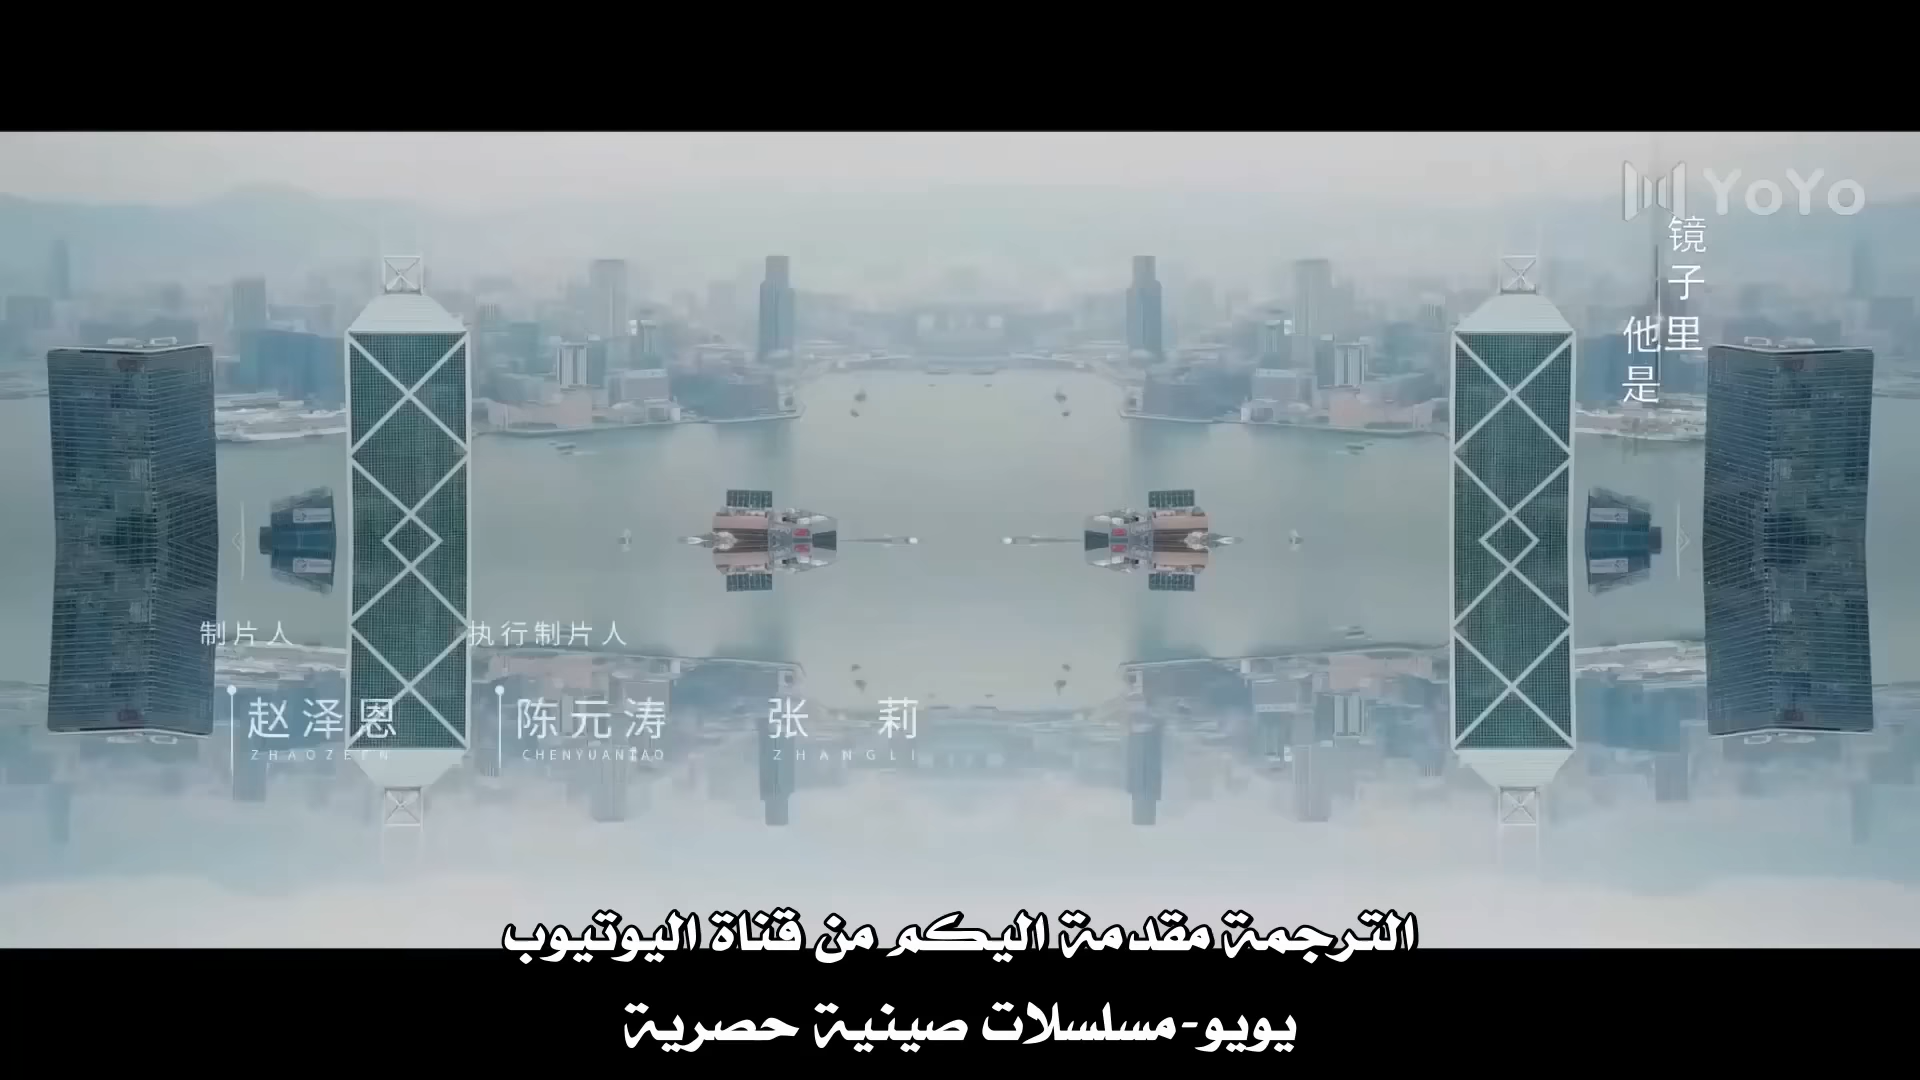 YoYo
镜子里
他是
制片人
执行制片人
赵泽恩
陈元涛
张莉
ZHAOZEEN
CHENYUANTAO
ZHANGLI
الترجمة مقدمة اليكم من قناة اليوتيوب
يويو-مسلسلات صينية حصرية